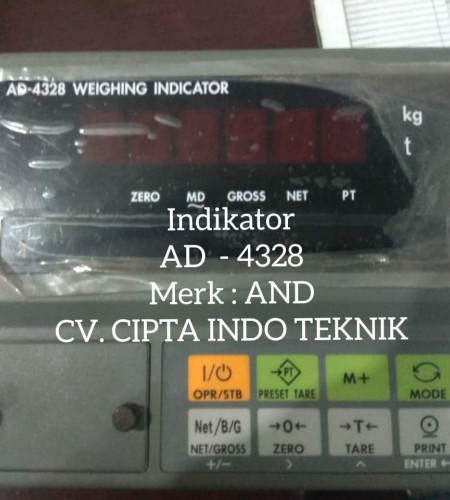 AD-4328 WEIGHING INDICATOR
kg
t
ZERO MD GROSS NET PT
Indikator
AD - 4328
Merk : AND
CV. CIPTA INDO TEKNIK
I/⏻ →PT← M+
OPR/STB PRESET TARE MODE
Net/B/G →0← →T←
NET/GROSS ZERO TARE PRINT
+/- > ^ ENTER ↵